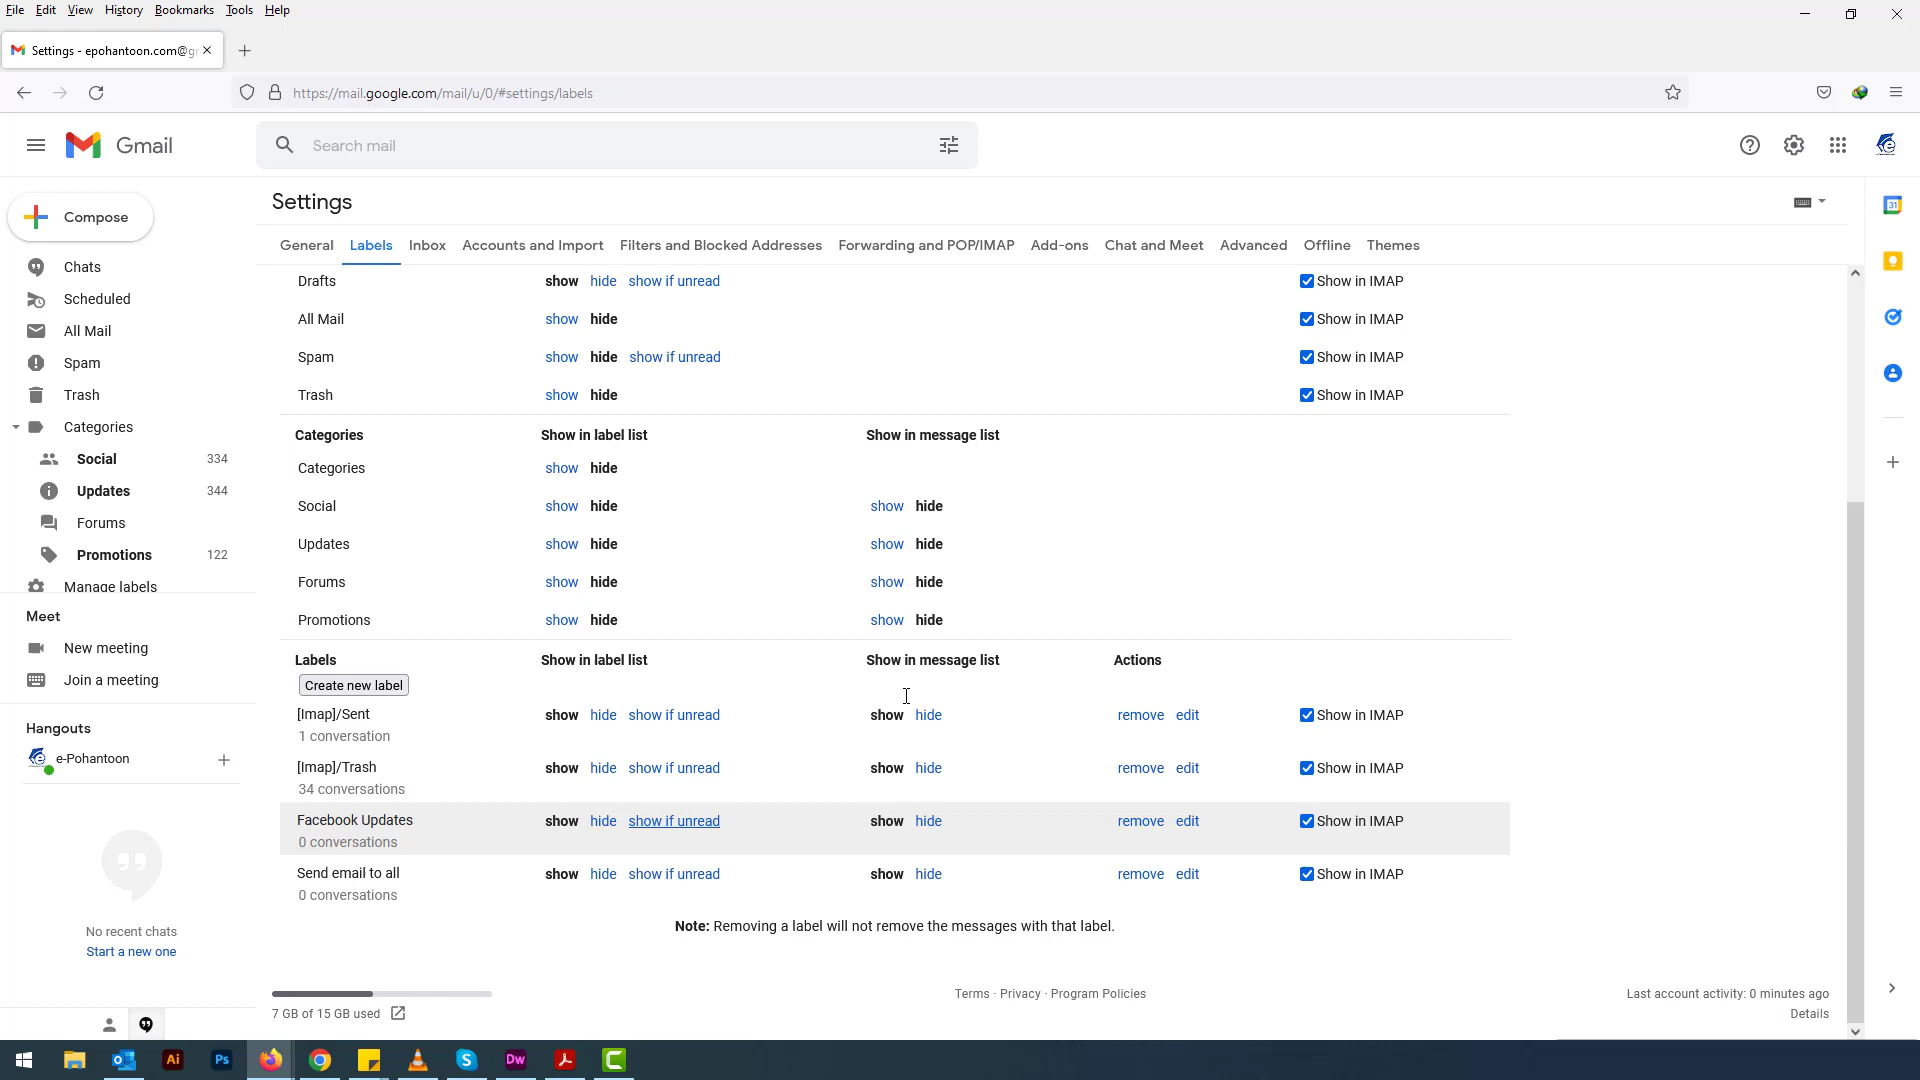 File Edit View History Bookmarks Tools Help
Settings - epohantoon.com@gr
https://mail.google.com/mail/u/0/#settings/labels
Gmail
Search mail
Compose
Chats
Scheduled
All Mail
Spam
Trash
Categories
Social 334
Updates 344
Forums
Promotions 122
Manage labels
Meet
New meeting
Join a meeting
Hangouts
e-Pohantoon
No recent chats
Start a new one
Settings
General Labels Inbox Accounts and Import Filters and Blocked Addresses Forwarding and POP/IMAP Add-ons Chat and Meet Advanced Offline Themes
Drafts show hide show if unread Show in IMAP
All Mail show hide Show in IMAP
Spam show hide show if unread Show in IMAP
Trash show hide Show in IMAP
Categories Show in label list Show in message list
Categories show hide
Social show hide show hide
Updates show hide show hide
Forums show hide show hide
Promotions show hide show hide
Labels Show in label list Show in message list Actions
Create new label
[Imap]/Sent show hide show if unread show hide remove edit Show in IMAP
1 conversation
[Imap]/Trash show hide show if unread show hide remove edit Show in IMAP
34 conversations
Facebook Updates show hide show if unread show hide remove edit Show in IMAP
0 conversations
Send email to all show hide show if unread show hide remove edit Show in IMAP
0 conversations
Note: Removing a label will not remove the messages with that label.
7 GB of 15 GB used
Terms · Privacy · Program Policies
Last account activity: 0 minutes ago
Details
31
Ai Ps Dw